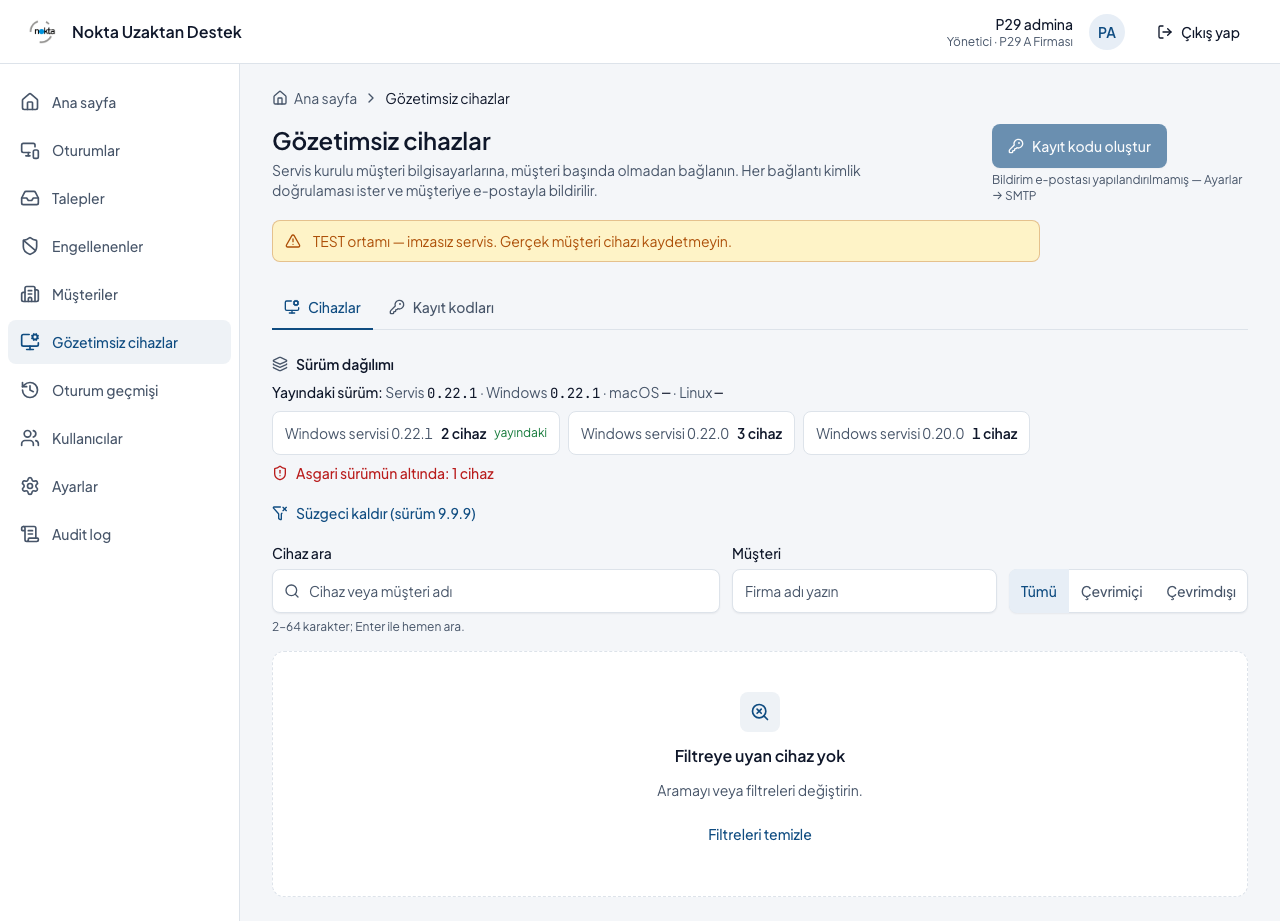 nokta
Nokta Uzaktan Destek
P29 admina
Yönetici · P29 A Firması
PA
Çıkış yap
Ana sayfa
Oturumlar
Talepler
Engellenenler
Müşteriler
Gözetimsiz cihazlar
Oturum geçmişi
Kullanıcılar
Ayarlar
Audit log
Ana sayfa
Gözetimsiz cihazlar
Gözetimsiz cihazlar
Servis kurulu müşteri bilgisayarlarına, müşteri başında olmadan bağlanın. Her bağlantı kimlik
doğrulaması ister ve müşteriye e-postayla bildirilir.
Kayıt kodu oluştur
Bildirim e-postası yapılandırılmamış — Ayarlar
→ SMTP
TEST ortamı — imzasız servis. Gerçek müşteri cihazı kaydetmeyin.
Cihazlar
Kayıt kodları
Sürüm dağılımı
Yayındaki sürüm: Servis 0.22.1 · Windows 0.22.1 · macOS — · Linux —
Windows servisi 0.22.1 2 cihaz yayındaki
Windows servisi 0.22.0 3 cihaz
Windows servisi 0.20.0 1 cihaz
Asgari sürümün altında: 1 cihaz
Süzgeci kaldır (sürüm 9.9.9)
Cihaz ara
Müşteri
Cihaz veya müşteri adı
Firma adı yazın
Tümü
Çevrimiçi
Çevrimdışı
2–64 karakter; Enter ile hemen ara.
Filtreye uyan cihaz yok
Aramayı veya filtreleri değiştirin.
Filtreleri temizle